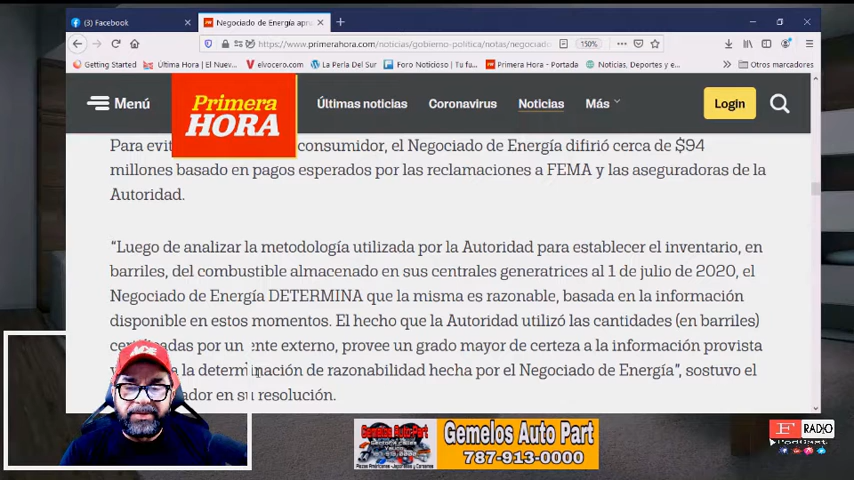 (3) Facebook
Negociado de Energía apru
https://www.primerahora.com/noticias/gobierno-politica/notas/negociado
150%
Getting Started
Última Hora | El Nuev...
elvocero.com
La Perla Del Sur
Foro Noticioso | Tu fu...
Primera Hora - Portada
Noticias, Deportes y e...
Otros marcadores
Menú
Primera
HORA
Últimas noticias
Coronavirus
Noticias
Más
Login
Para evit consumidor, el Negociado de Energía difirió cerca de $94
millones basado en pagos esperados por las reclamaciones a FEMA y las aseguradoras de la
Autoridad.
“Luego de analizar la metodología utilizada por la Autoridad para establecer el inventario, en
barriles, del combustible almacenado en sus centrales generatrices al 1 de julio de 2020, el
Negociado de Energía DETERMINA que la misma es razonable, basada en la información
disponible en estos momentos. El hecho que la Autoridad utilizó las cantidades (en barriles)
por un ente externo, provee un grado mayor de certeza a la información provista
la determinación de razonabilidad hecha por el Negociado de Energía”, sostuvo el
en su resolución.
Gemelos Auto Part
Gemelos Auto Part
787-913-0000
F RADIO
PodCast